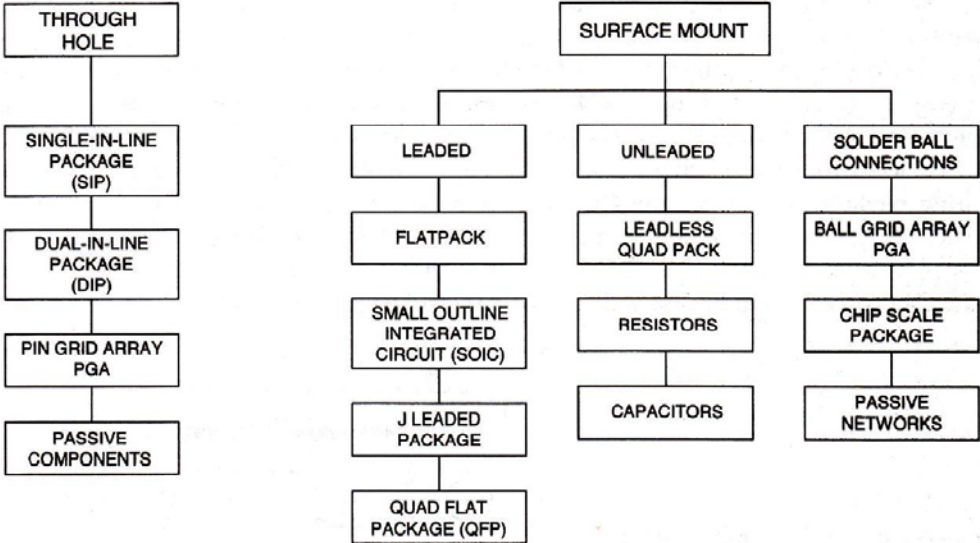 THROUGH
HOLE
SINGLE-IN-LINE
PACKAGE
(SIP)
DUAL-IN-LINE
PACKAGE
(DIP)
PIN GRID ARRAY
PGA
PASSIVE
COMPONENTS
SURFACE MOUNT
LEADED
FLATPACK
SMALL OUTLINE
INTEGRATED
CIRCUIT (SOIC)
J LEADED
PACKAGE
QUAD FLAT
PACKAGE (QFP)
UNLEADED
LEADLESS
QUAD PACK
RESISTORS
CAPACITORS
SOLDER BALL
CONNECTIONS
BALL GRID ARRAY
PGA
CHIP SCALE
PACKAGE
PASSIVE
NETWORKS